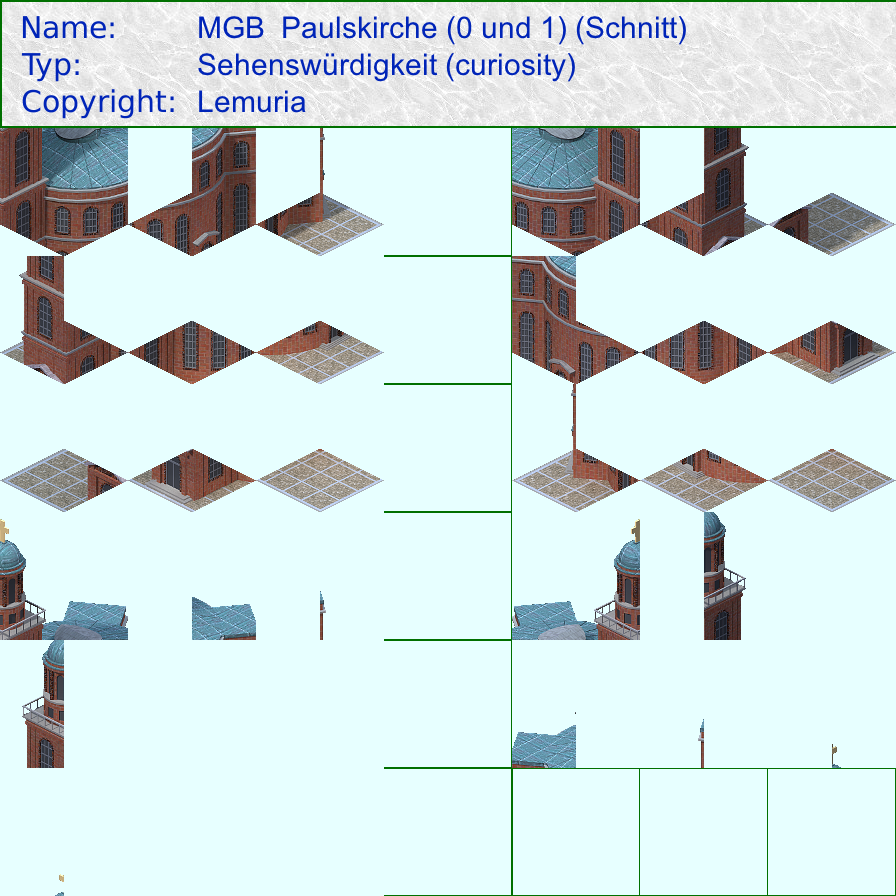 Name: MGB  Paulskirche (0 und 1) (Schnitt)
Typ: Sehenswürdigkeit (curiosity)
Copyright: Lemuria